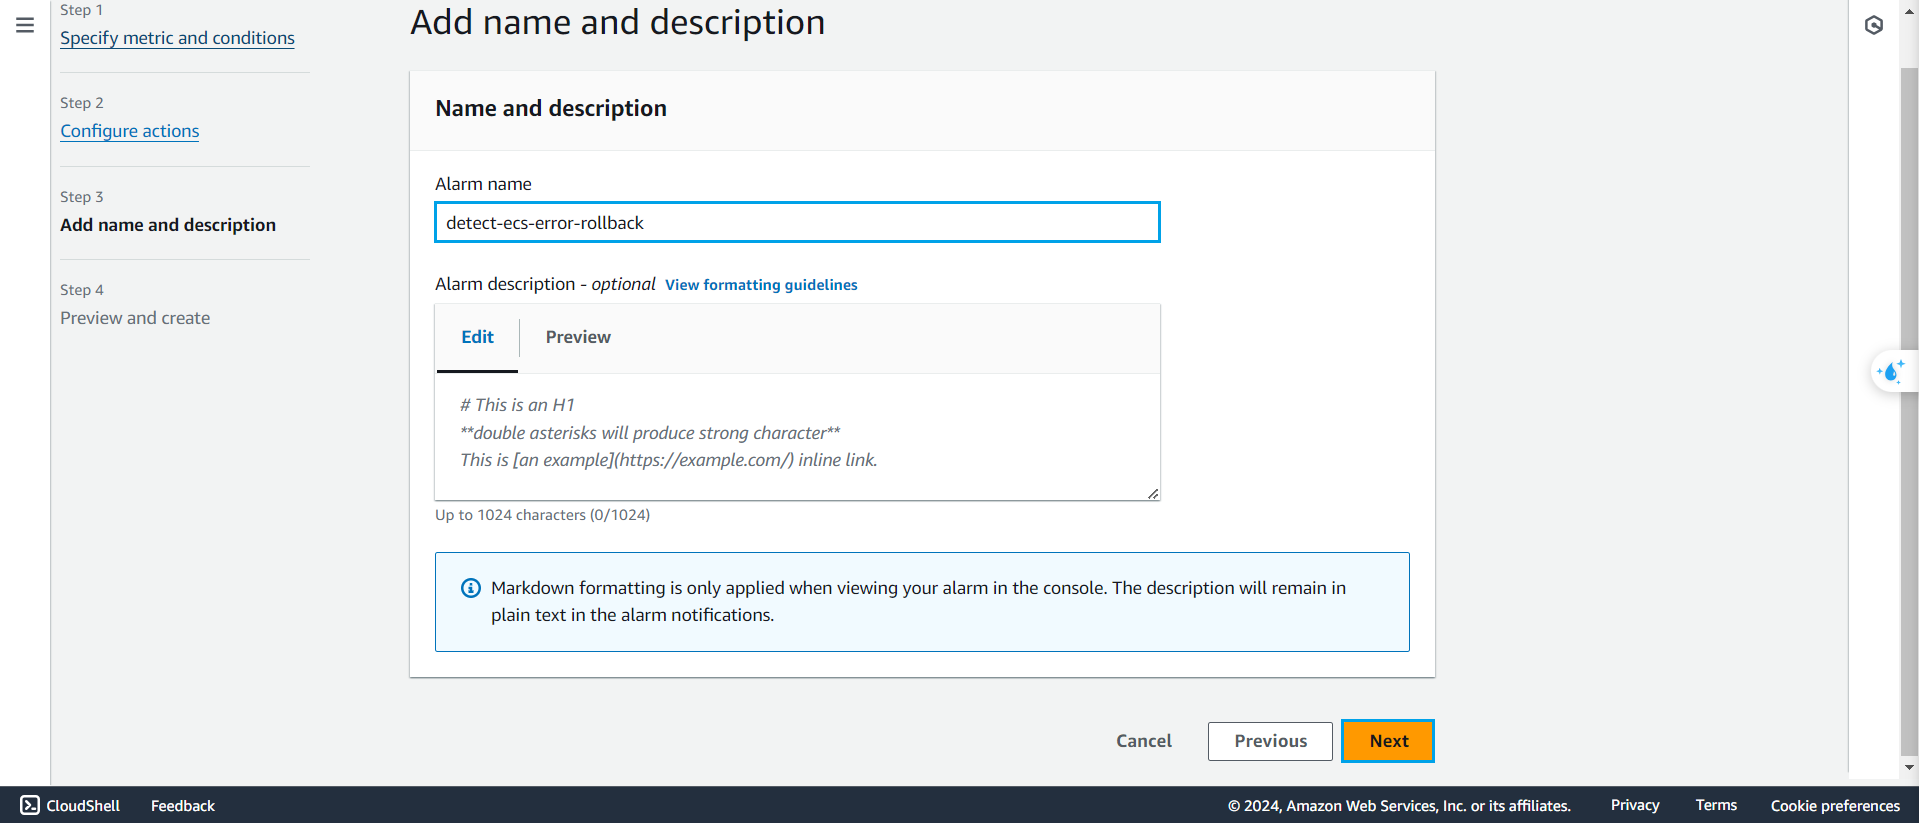 Step 1
Specify metric and conditions
Step 2
Configure actions
Step 3
Add name and description
Step 4
Preview and create
Add name and description
Name and description
Alarm name
detect-ecs-error-rollback
Alarm description - optional View formatting guidelines
Edit
Preview
# This is an H1
**double asterisks will produce strong character**
This is [an example](https://example.com/) inline link.
Up to 1024 characters (0/1024)
Markdown formatting is only applied when viewing your alarm in the console. The description will remain in
plain text in the alarm notifications.
Cancel
Previous
Next
CloudShell
Feedback
© 2024, Amazon Web Services, Inc. or its affiliates.
Privacy
Terms
Cookie preferences